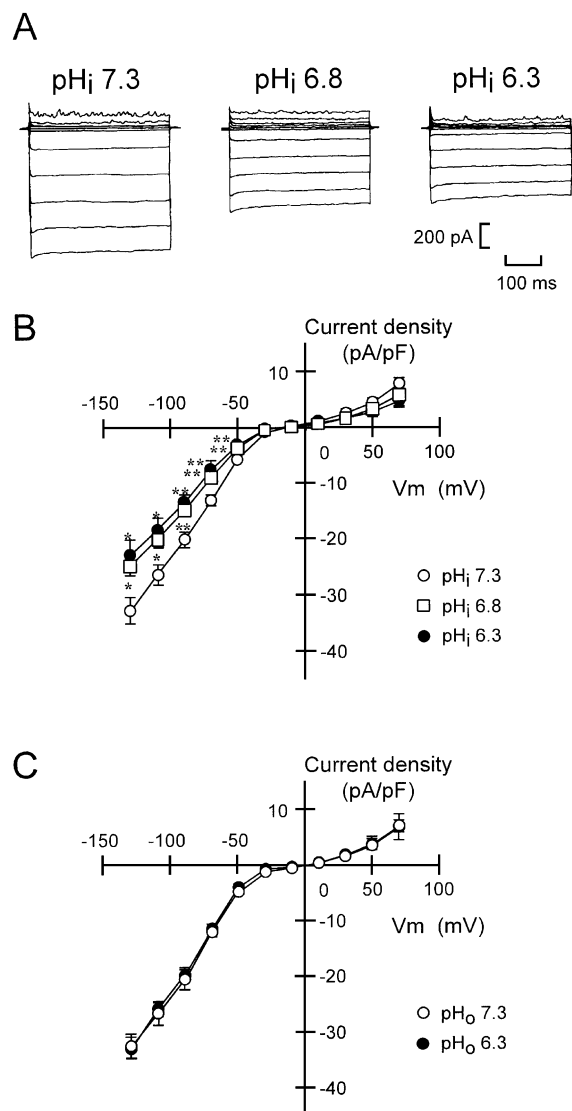 A
pHi 7.3 pHi 6.8 pHi 6.3
200 pA
100 ms
B
Current density
(pA/pF)
10
-150 -100 -50
**
**
**
**
*
*
**
*
*
0 50 100
-10
Vm (mV)
-20
-30
-40
pHi 7.3
pHi 6.8
pHi 6.3
C
Current density
(pA/pF)
10
-150 -100 -50
0 50 100
-10
Vm (mV)
-20
-30
-40
pHo 7.3
pHo 6.3